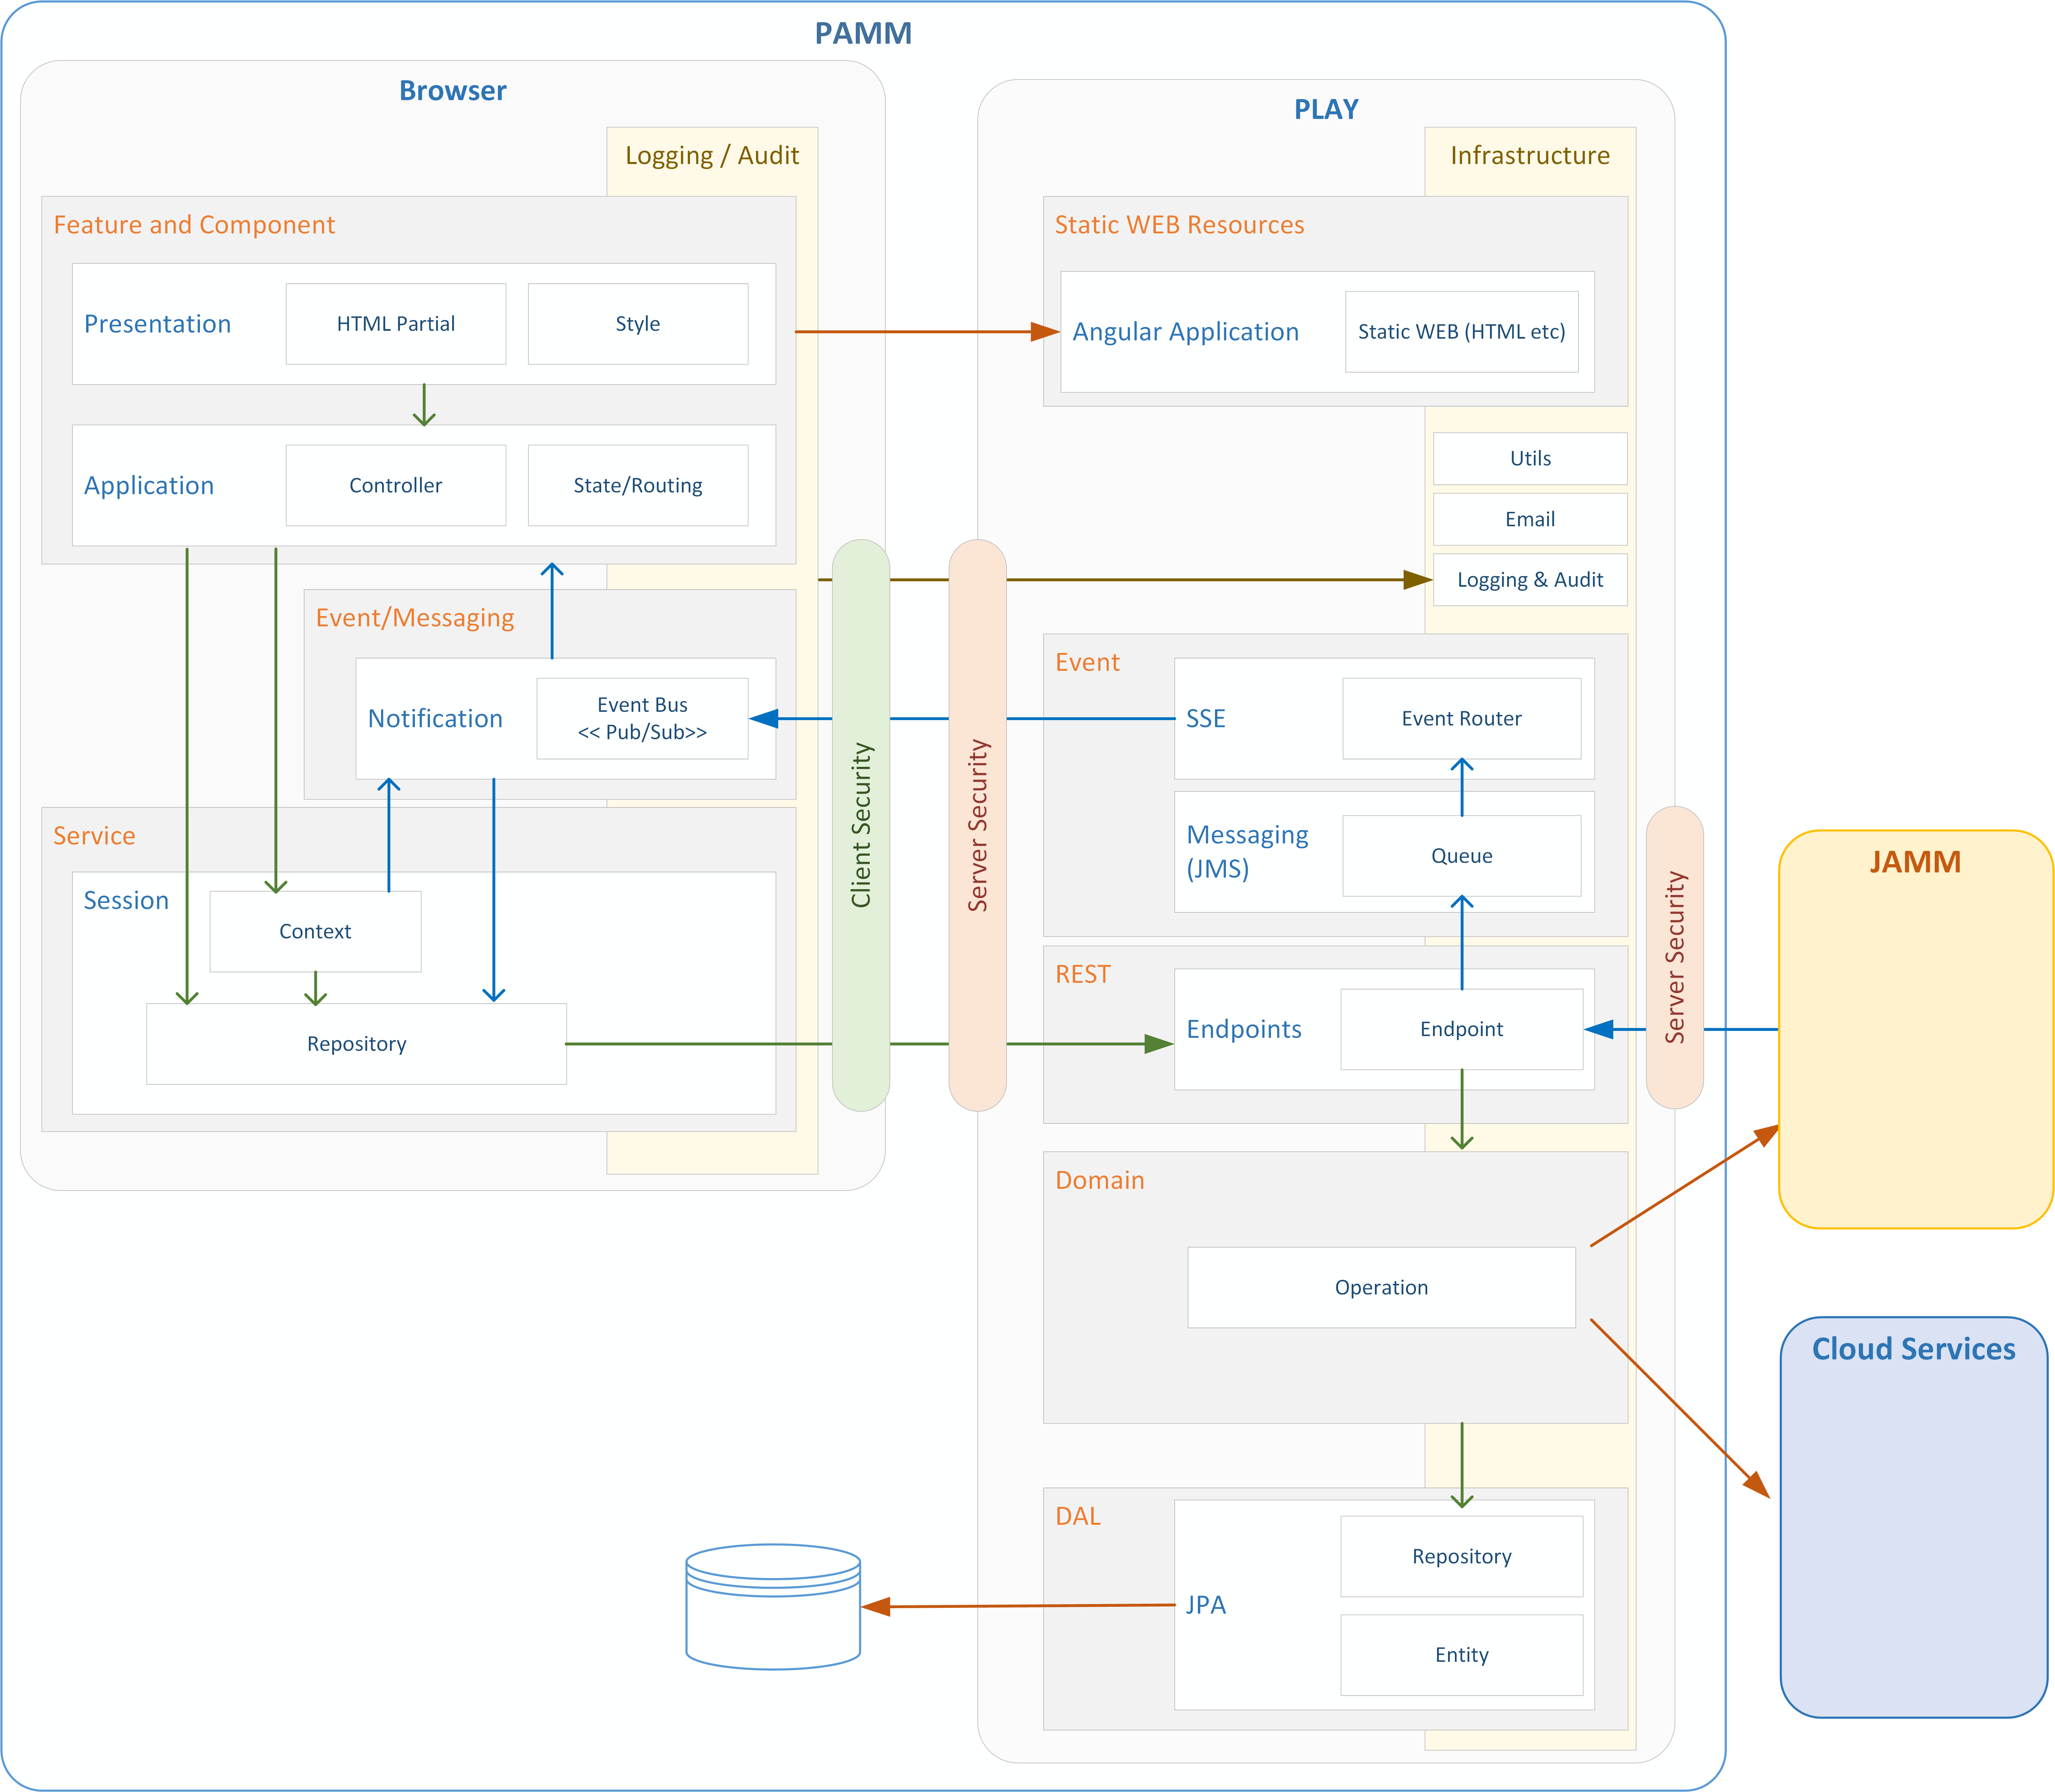 PAMM
Browser
Logging / Audit
Feature and Component
Presentation
HTML Partial
Style
Application
Controller
State/Routing
Event/Messaging
Notification
Event Bus
<< Pub/Sub>>
Service
Session
Context
Repository
Client Security
Server Security
PLAY
Infrastructure
Static WEB Resources
Angular Application
Static WEB (HTML etc)
Utils
Email
Logging & Audit
Event
SSE
Event Router
Messaging
(JMS)
Queue
REST
Endpoints
Endpoint
Domain
Operation
DAL
JPA
Repository
Entity
Server Security
JAMM
Cloud Services